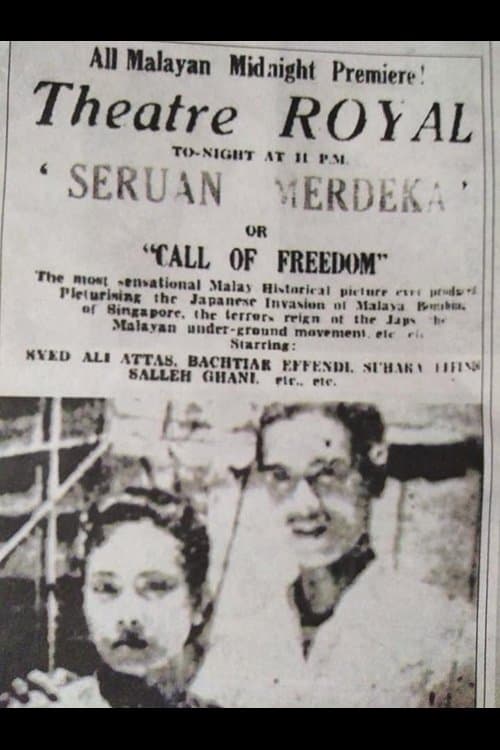 All Malayan Midnight Premiere!
Theatre ROYAL
TO-NIGHT AT 11 P.M.
'SERUAN MERDEKA'
OR
"CALL OF FREEDOM"
The most sensational Malay Historical picture ever produced
Picturising the Japanese Invasion of Malaya
of Singapore, the terrors reign of the Japs the
Malayan under-ground movement, etc etc
Starring:
SYED ALI ATTAS, BACHTIAR EFFENDI,
SALLEH GHANI, etc., etc.